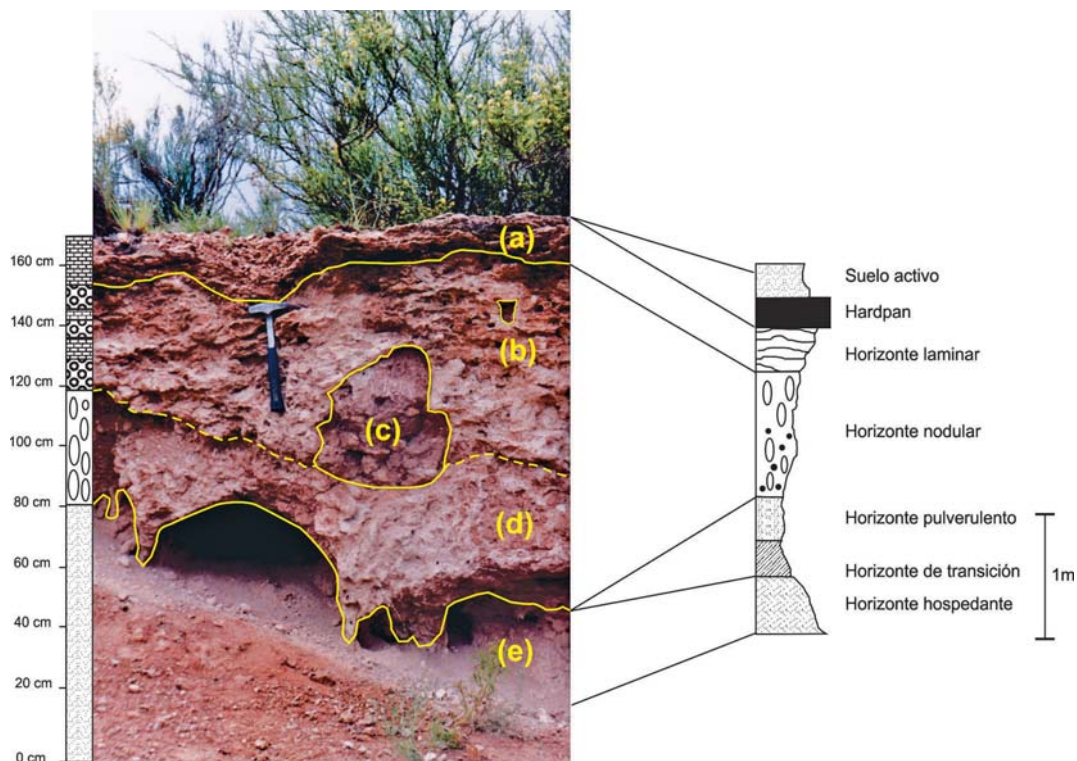 160 cm
140 cm
120 cm
100 cm
80 cm
60 cm
40 cm
20 cm
0 cm
(a)
(b)
(c)
(d)
(e)
Suelo activo
Hardpan
Horizonte laminar
Horizonte nodular
Horizonte pulverulento
Horizonte de transición
Horizonte hospedante
1m